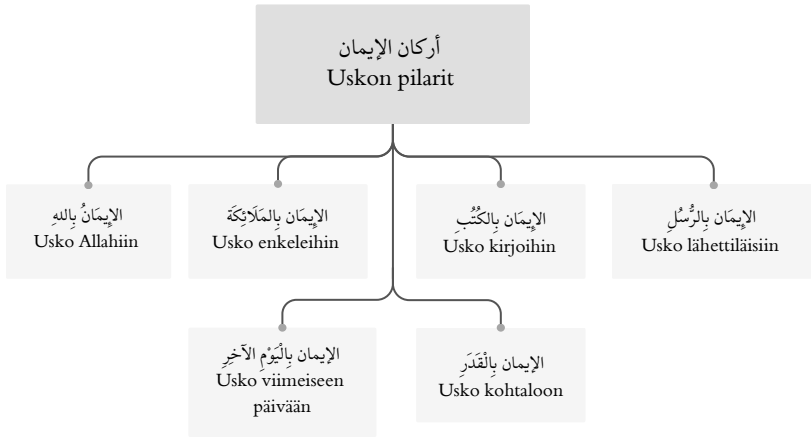 أركان الإيمان
Uskon pilarit
الإِيمَانُ بِاللهِ
Usko Allahiin
الإِيمَان بِالمَلَائِكَة
Usko enkeleihin
الإِيمَان بِالكُتُبِ
Usko kirjoihin
الإِيمَان بِالرُّسُلِ
Usko lähettiläisiin
الإيمان بِالْيَوْمِ الآخِرِ
Usko viimeiseen
päivään
الإيمان بِالْقَدَرِ
Usko kohtaloon